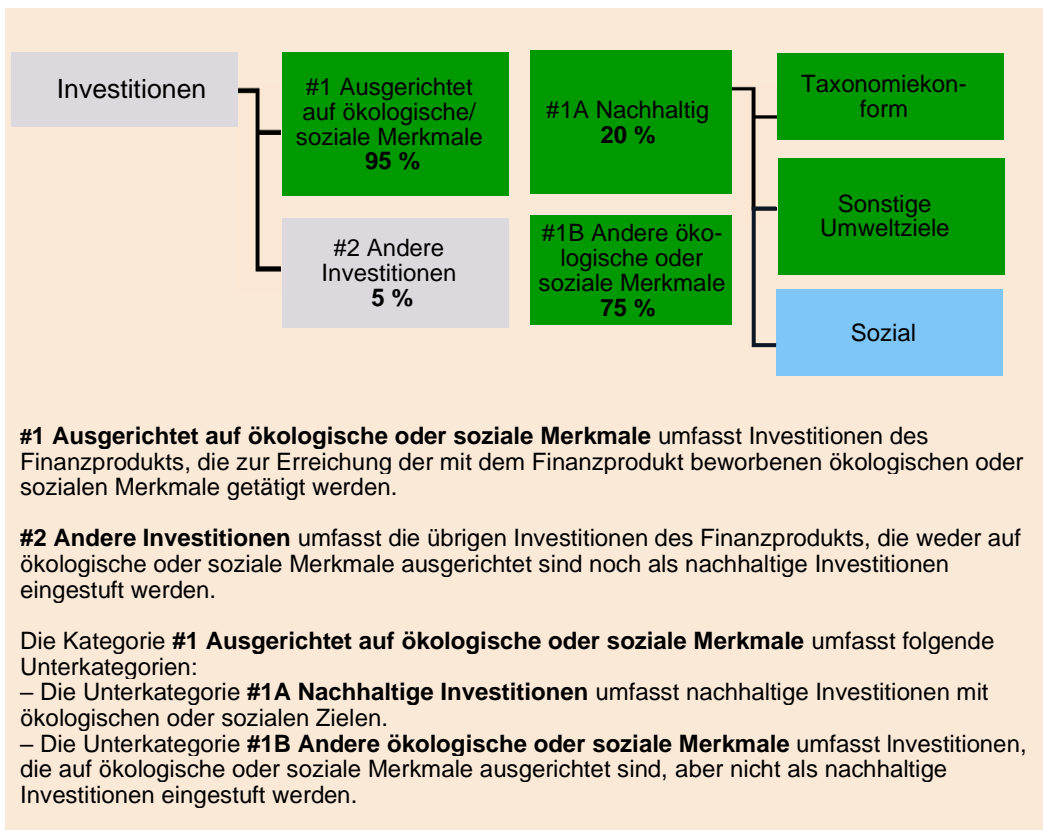 Investitionen
#1 Ausgerichtet
auf ökologische/
soziale Merkmale
95 %
#2 Andere
Investitionen
5 %
#1A Nachhaltig
20 %
#1B Andere öko-
logische oder
soziale Merkmale
75 %
Taxonomiekon-
form
Sonstige
Umweltziele
Sozial
#1 Ausgerichtet auf ökologische oder soziale Merkmale umfasst Investitionen des
Finanzprodukts, die zur Erreichung der mit dem Finanzprodukt beworbenen ökologischen oder
sozialen Merkmale getätigt werden.
#2 Andere Investitionen umfasst die übrigen Investitionen des Finanzprodukts, die weder auf
ökologische oder soziale Merkmale ausgerichtet sind noch als nachhaltige Investitionen
eingestuft werden.
Die Kategorie #1 Ausgerichtet auf ökologische oder soziale Merkmale umfasst folgende
Unterkategorien:
– Die Unterkategorie #1A Nachhaltige Investitionen umfasst nachhaltige Investitionen mit
ökologischen oder sozialen Zielen.
– Die Unterkategorie #1B Andere ökologische oder soziale Merkmale umfasst Investitionen,
die auf ökologische oder soziale Merkmale ausgerichtet sind, aber nicht als nachhaltige
Investitionen eingestuft werden.